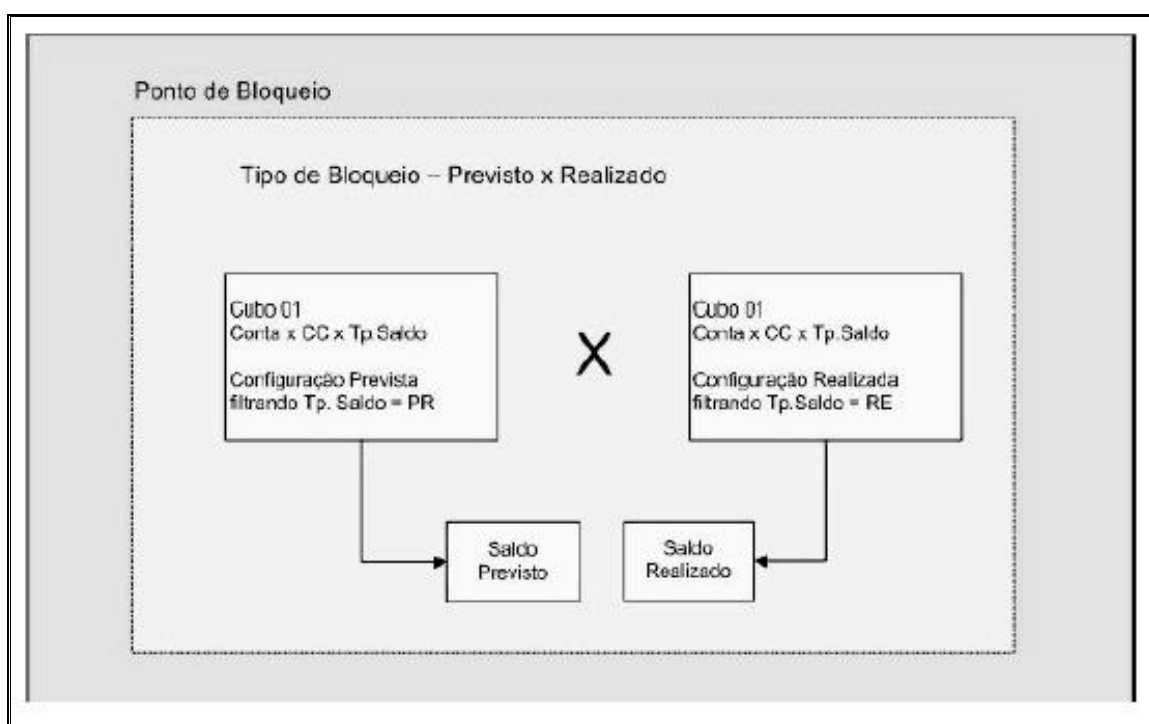 Ponto de Bloqueio
Tipo de Bloqueio – Previsto x Realizado
Cubo 01
Conta x CC x Tp.Saldo
Configuração Prevista
filtrando Tp. Saldo = PR
X
Cubo 01
Conta x CC x Tp.Saldo
Configuração Realizada
filtrando Tp.Saldo = RE
Saldo
Previsto
Saldo
Realizado